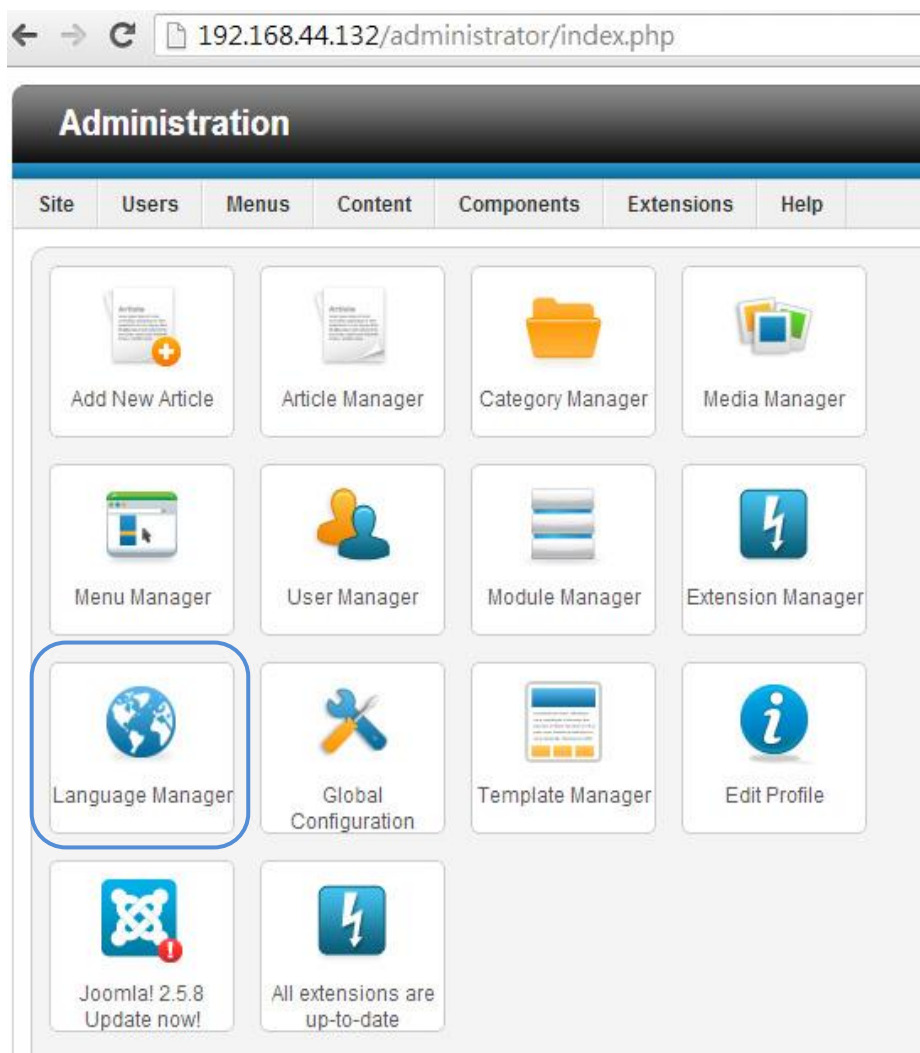 192.168.44.132/administrator/index.php
Administration
Site Users Menus Content Components Extensions Help
Add New Article Article Manager Category Manager Media Manager
Menu Manager User Manager Module Manager Extension Manager
Language Manager Global Template Manager Edit Profile
Configuration
Joomla! 2.5.8 All extensions are
Update now! up-to-date